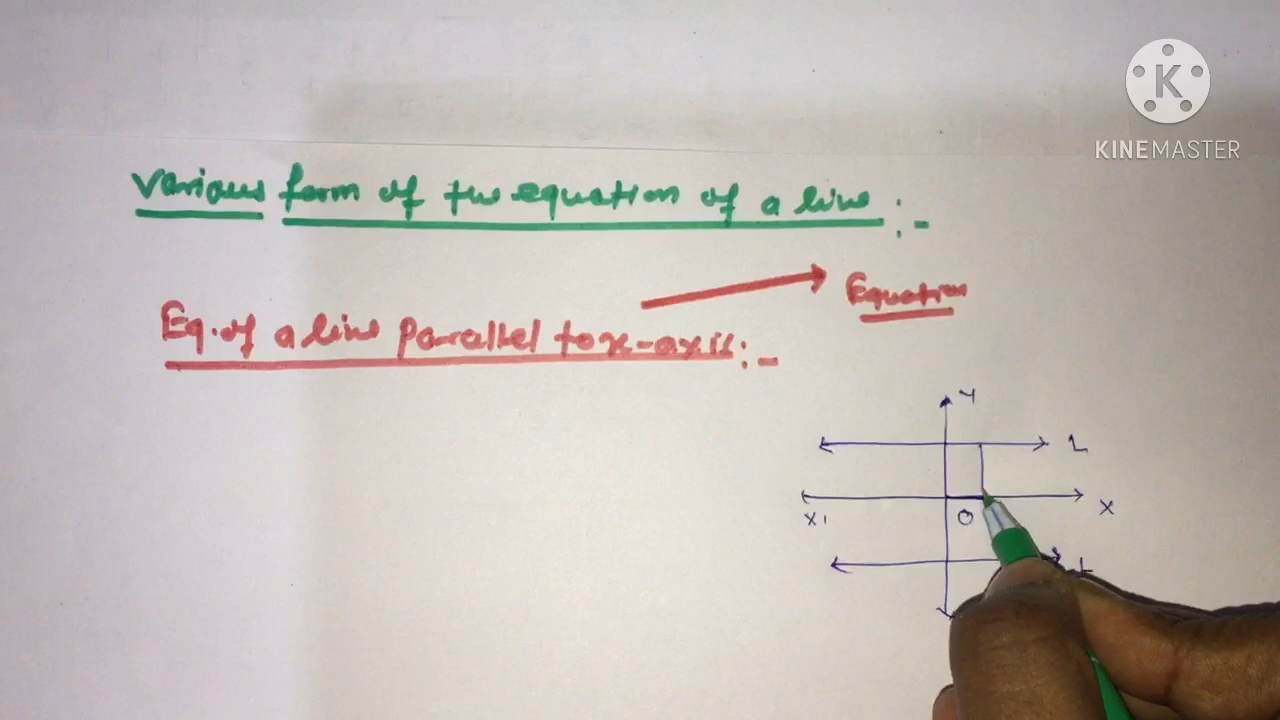 K
KINEMASTER
Various form of the equation of a line :-
Equation
Eq. of a line parallel to x-axis :-
Y
L
X' O X